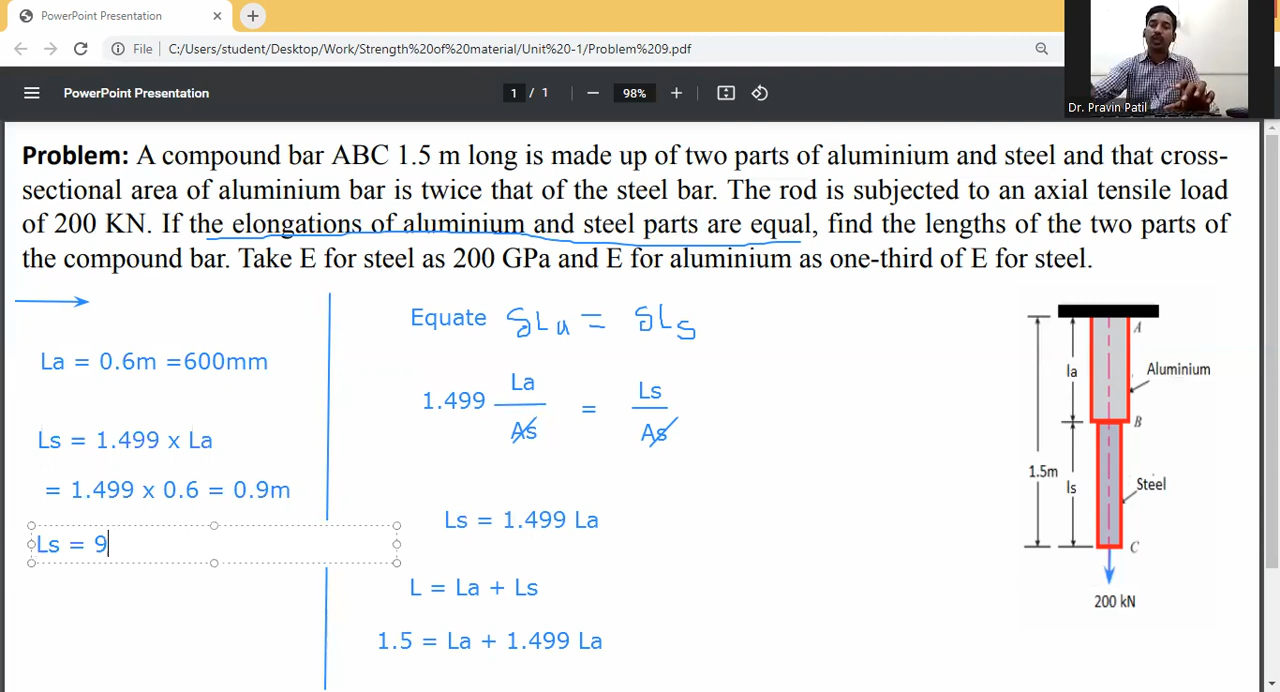 PowerPoint Presentation
File C:/Users/student/Desktop/Work/Strength%20of%20material/Unit%20-1/Problem%209.pdf
PowerPoint Presentation
1 / 1
98%
Dr. Pravin Patil
Problem: A compound bar ABC 1.5 m long is made up of two parts of aluminium and steel and that cross-
sectional area of aluminium bar is twice that of the steel bar. The rod is subjected to an axial tensile load
of 200 KN. If the elongations of aluminium and steel parts are equal, find the lengths of the two parts of
the compound bar. Take E for steel as 200 GPa and E for aluminium as one-third of E for steel.
La = 0.6m =600mm
Ls = 1.499 x La
= 1.499 x 0.6 = 0.9m
Ls = 9
Equate δLa = δLs
1.499 La/As = Ls/As
Ls = 1.499 La
L = La + Ls
1.5 = La + 1.499 La
A
la
Aluminium
B
1.5m
ls
Steel
C
200 kN